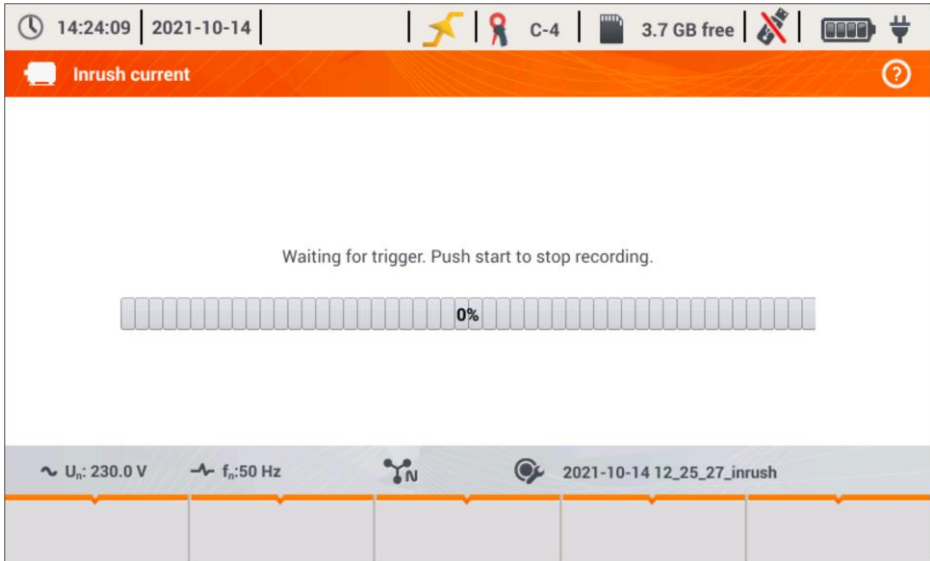 14:24:09 2021-10-14 C-4 3.7 GB free
Inrush current ?
Waiting for trigger. Push start to stop recording.
0%
Un: 230.0 V fn:50 Hz N 2021-10-14 12_25_27_inrush